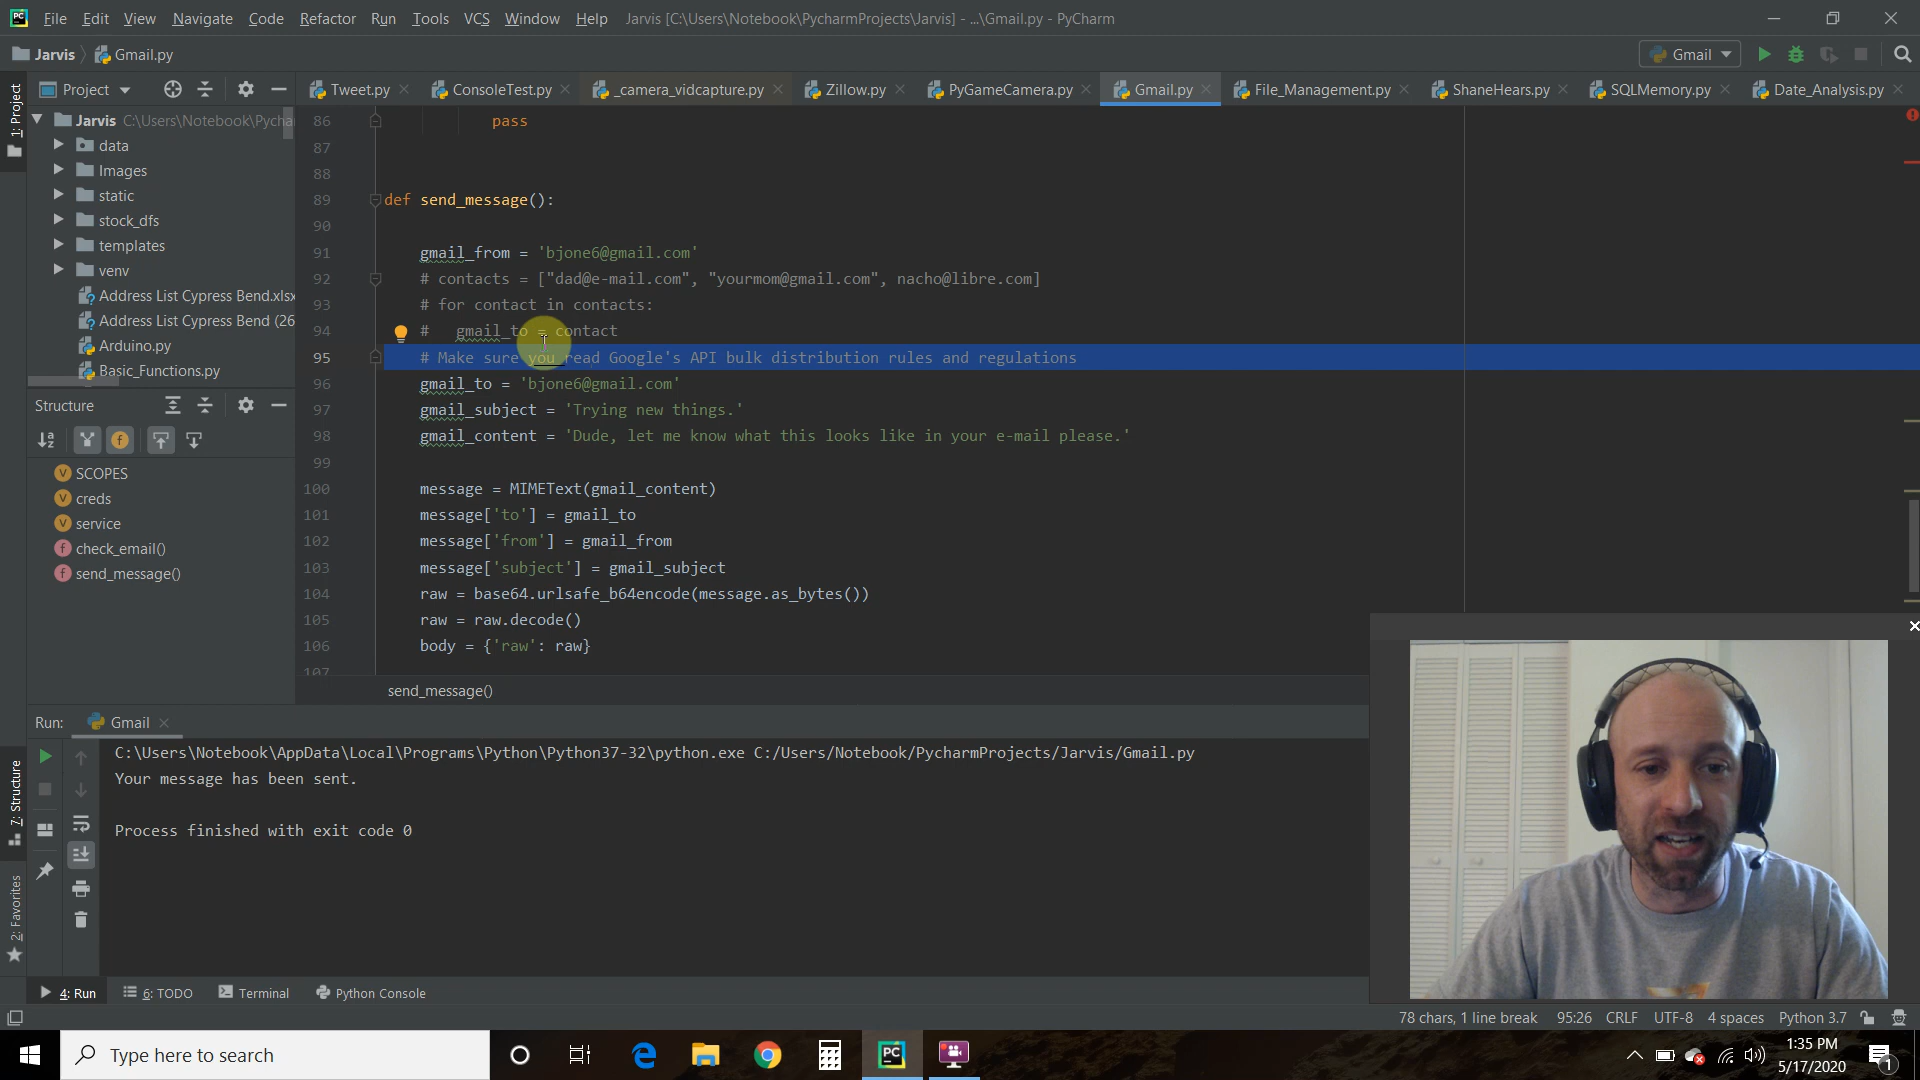 File Edit View Navigate Code Refactor Run Tools VCS Window Help Jarvis [C:\Users\Notebook\PycharmProjects\Jarvis] - ...\Gmail.py - PyCharm
Jarvis Gmail.py
Gmail
1: Project
Project
Tweet.py ConsoleTest.py _camera_vidcapture.py Zillow.py PyGameCamera.py Gmail.py File_Management.py ShaneHears.py SQLMemory.py Date_Analysis.py
Jarvis C:\Users\Notebook\Pycha
data
Images
static
stock_dfs
templates
venv
Address List Cypress Bend.xlsx
Address List Cypress Bend (26
Arduino.py
Basic_Functions.py
Structure
SCOPES
creds
service
check_email()
send_message()
86 pass
87
88
89 def send_message():
90
91 gmail_from = 'bjone6@gmail.com'
92 # contacts = ["dad@e-mail.com", "yourmom@gmail.com", nacho@libre.com]
93 # for contact in contacts:
94 # gmail_to = contact
95 # Make sure you read Google's API bulk distribution rules and regulations
96 gmail_to = 'bjone6@gmail.com'
97 gmail_subject = 'Trying new things.'
98 gmail_content = 'Dude, let me know what this looks like in your e-mail please.'
99
100 message = MIMEText(gmail_content)
101 message['to'] = gmail_to
102 message['from'] = gmail_from
103 message['subject'] = gmail_subject
104 raw = base64.urlsafe_b64encode(message.as_bytes())
105 raw = raw.decode()
106 body = {'raw': raw}
107
send_message()
Run: Gmail
C:\Users\Notebook\AppData\Local\Programs\Python\Python37-32\python.exe C:/Users/Notebook/PycharmProjects/Jarvis/Gmail.py
Your message has been sent.
Process finished with exit code 0
7: Structure
2: Favorites
4: Run 6: TODO Terminal Python Console
78 chars, 1 line break 95:26 CRLF UTF-8 4 spaces Python 3.7
Type here to search
PC
1:35 PM
5/17/2020
1